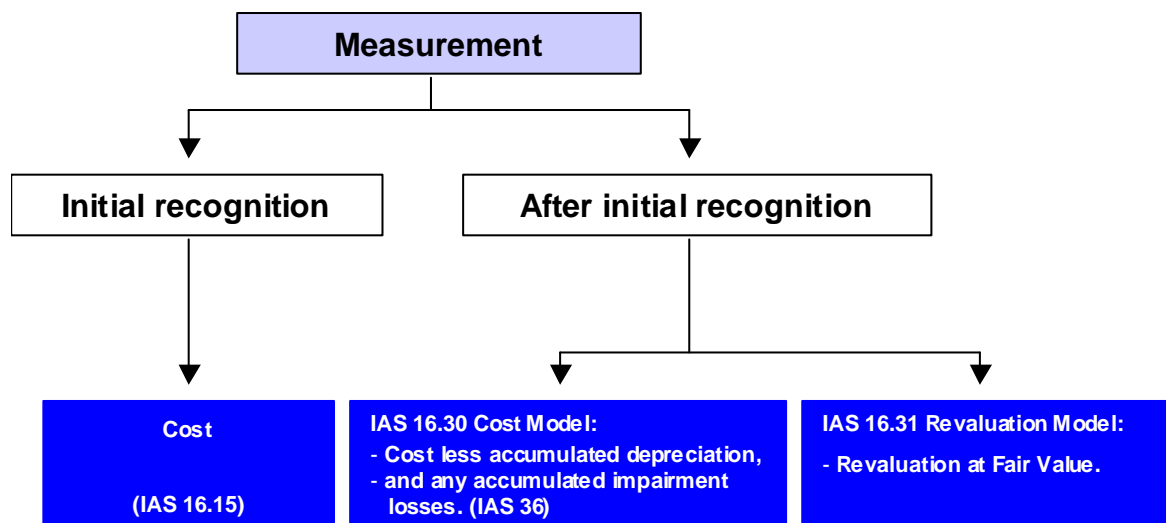 Measurement
Initial recognition
After initial recognition
Cost
(IAS 16.15)
IAS 16.30 Cost Model:
- Cost less accumulated depreciation,
- and any accumulated impairment
losses. (IAS 36)
IAS 16.31 Revaluation Model:
- Revaluation at Fair Value.